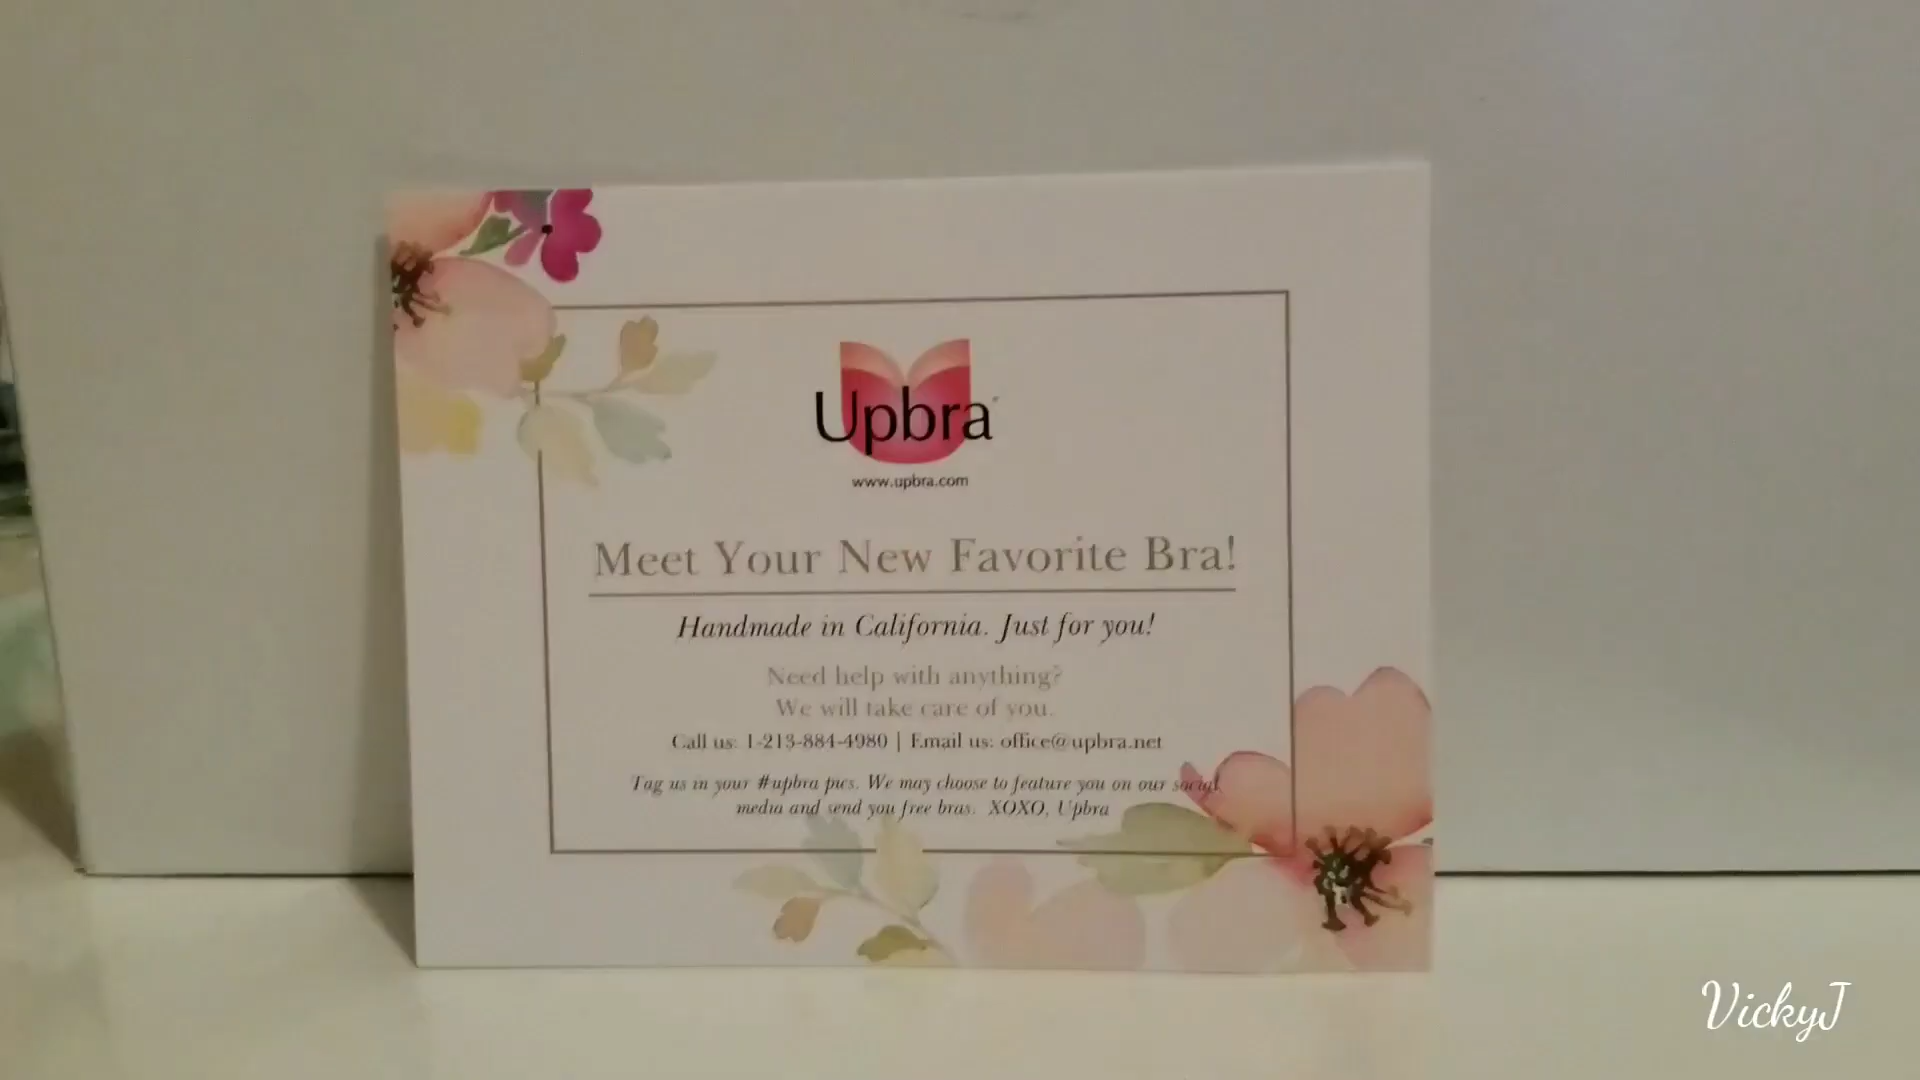 Upbra
www.upbra.com
Meet Your New Favorite Bra!
Handmade in California. Just for you!
Need help with anything?
We will take care of you.
Call us: 1-213-884-4980 | Email us: office@upbra.net
Tag us in your #upbra pics. We may choose to feature you on our social
media and send you free bras. XOXO, Upbra
VickyJ